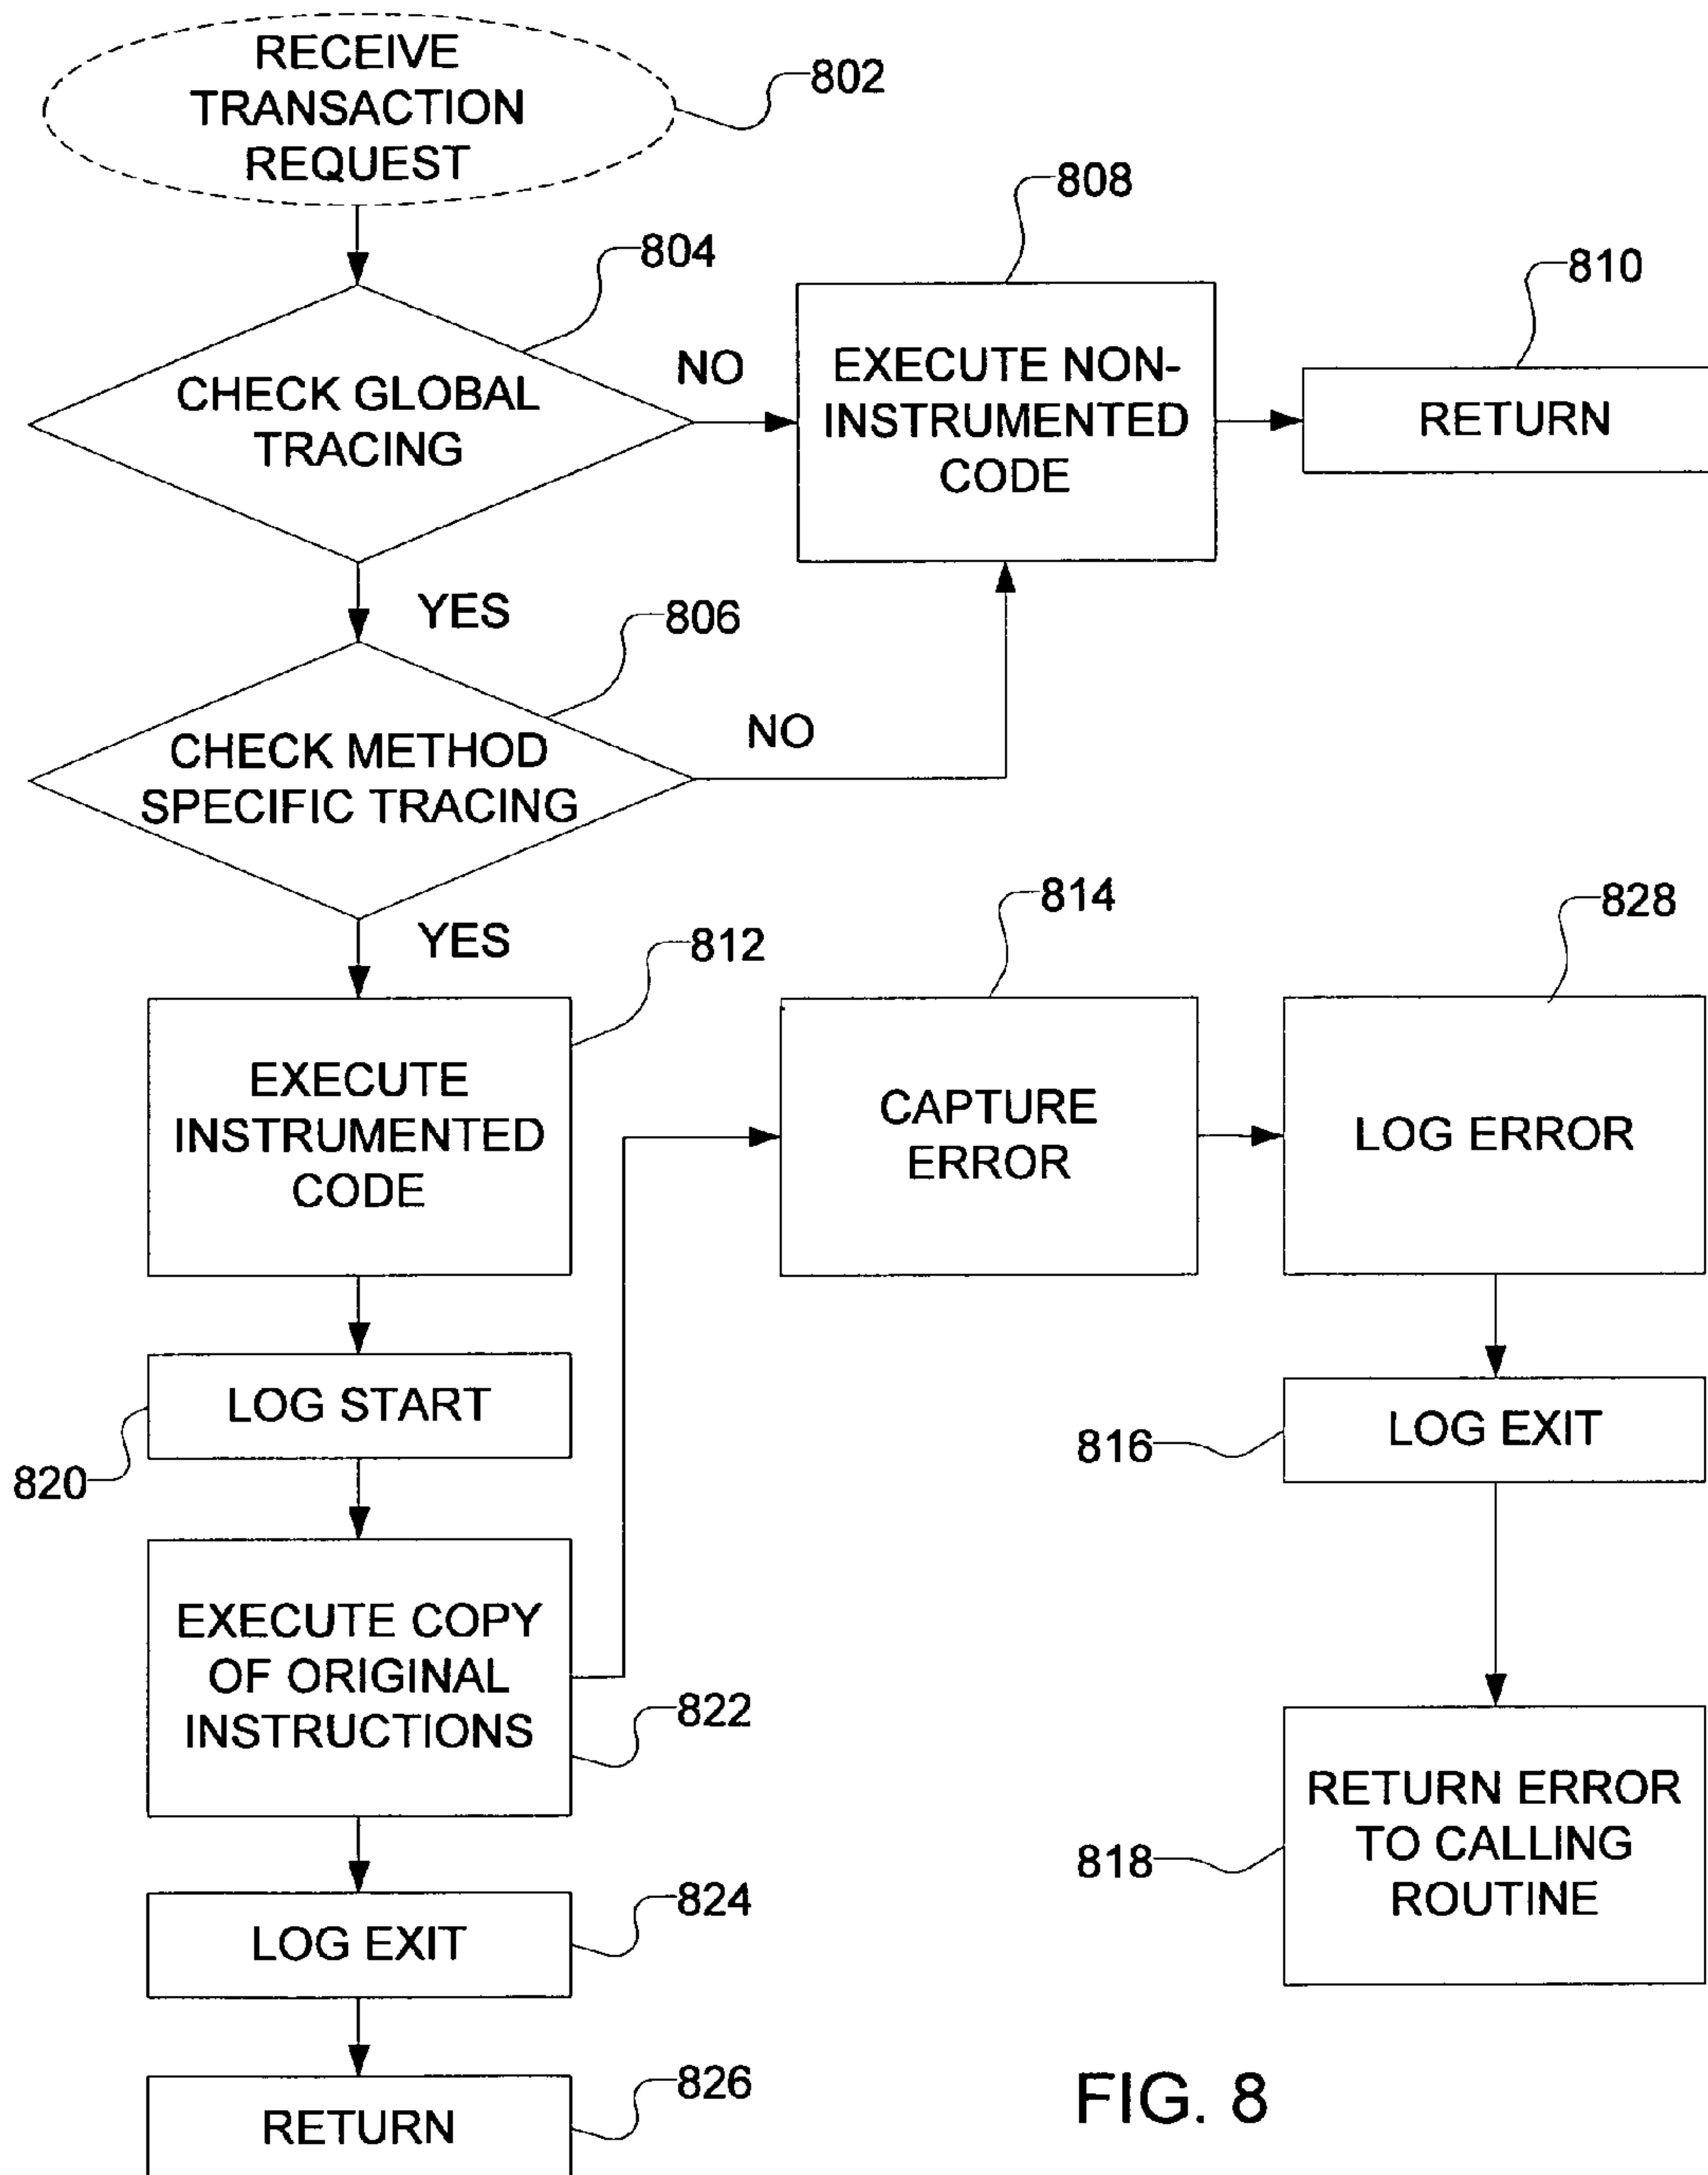 RECEIVE
TRANSACTION
REQUEST
802
804
CHECK GLOBAL
TRACING
NO
808
EXECUTE NON-
INSTRUMENTED
CODE
810
RETURN
YES
806
CHECK METHOD
SPECIFIC TRACING
NO
YES
812
EXECUTE
INSTRUMENTED
CODE
814
CAPTURE
ERROR
828
LOG ERROR
LOG START
820
816
LOG EXIT
EXECUTE COPY
OF ORIGINAL
INSTRUCTIONS
822
818
RETURN ERROR
TO CALLING
ROUTINE
LOG EXIT
824
RETURN
826
FIG. 8